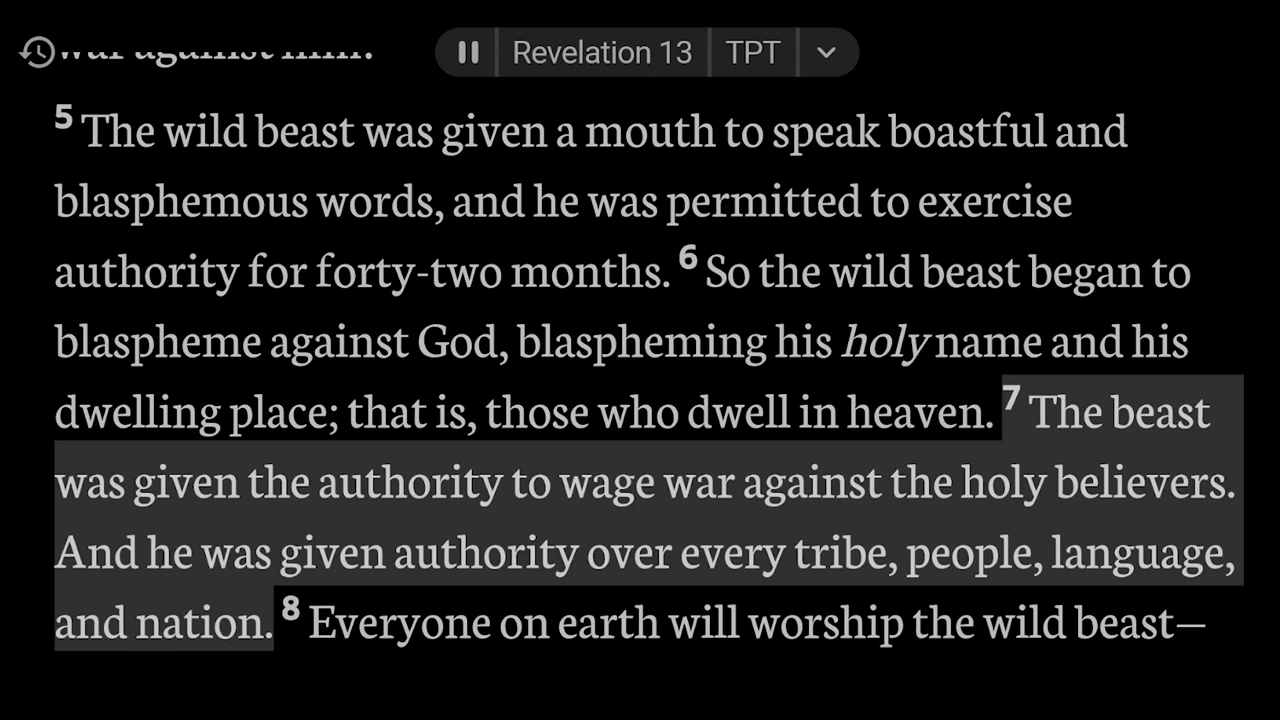 war against him.
Revelation 13 TPT
5 The wild beast was given a mouth to speak boastful and
blasphemous words, and he was permitted to exercise
authority for forty-two months. 6 So the wild beast began to
blaspheme against God, blaspheming his holy name and his
dwelling place; that is, those who dwell in heaven. 7 The beast
was given the authority to wage war against the holy believers.
And he was given authority over every tribe, people, language,
and nation. 8 Everyone on earth will worship the wild beast—